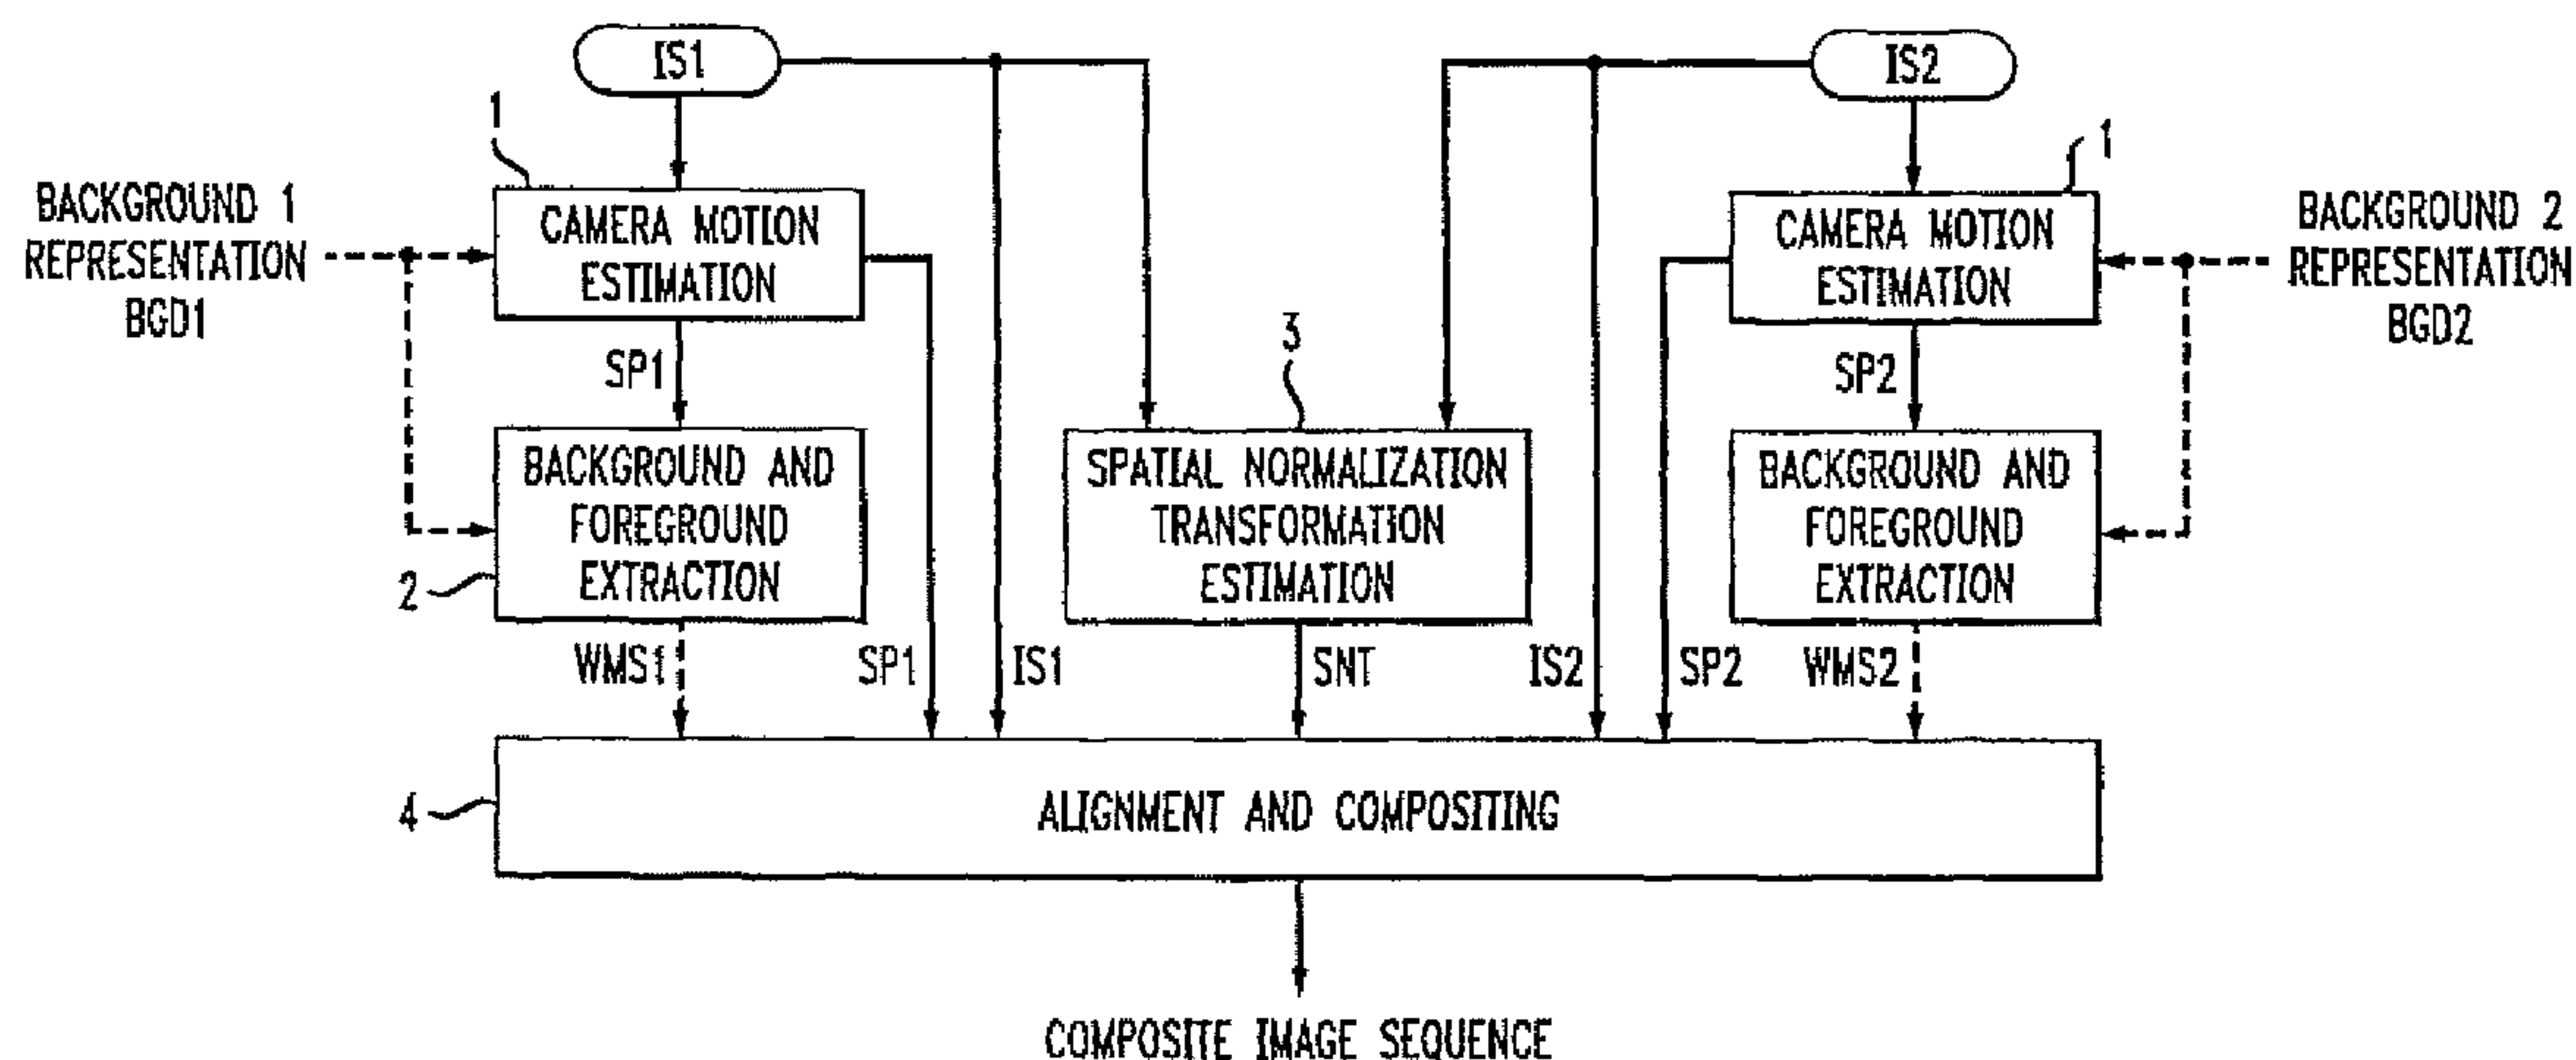 IS1
IS2
1
1
BACKGROUND 1
REPRESENTATION
BGD1
CAMERA MOTION
ESTIMATION
CAMERA MOTION
ESTIMATION
BACKGROUND 2
REPRESENTATION
BGD2
SP1
3
SP2
BACKGROUND AND
FOREGROUND
EXTRACTION
2
SPATIAL NORMALIZATION
TRANSFORMATION
ESTIMATION
BACKGROUND AND
FOREGROUND
EXTRACTION
WMS1
SP1
IS1
SNT
IS2
SP2
WMS2
4
ALIGNMENT AND COMPOSITING
COMPOSITE IMAGE SEQUENCE